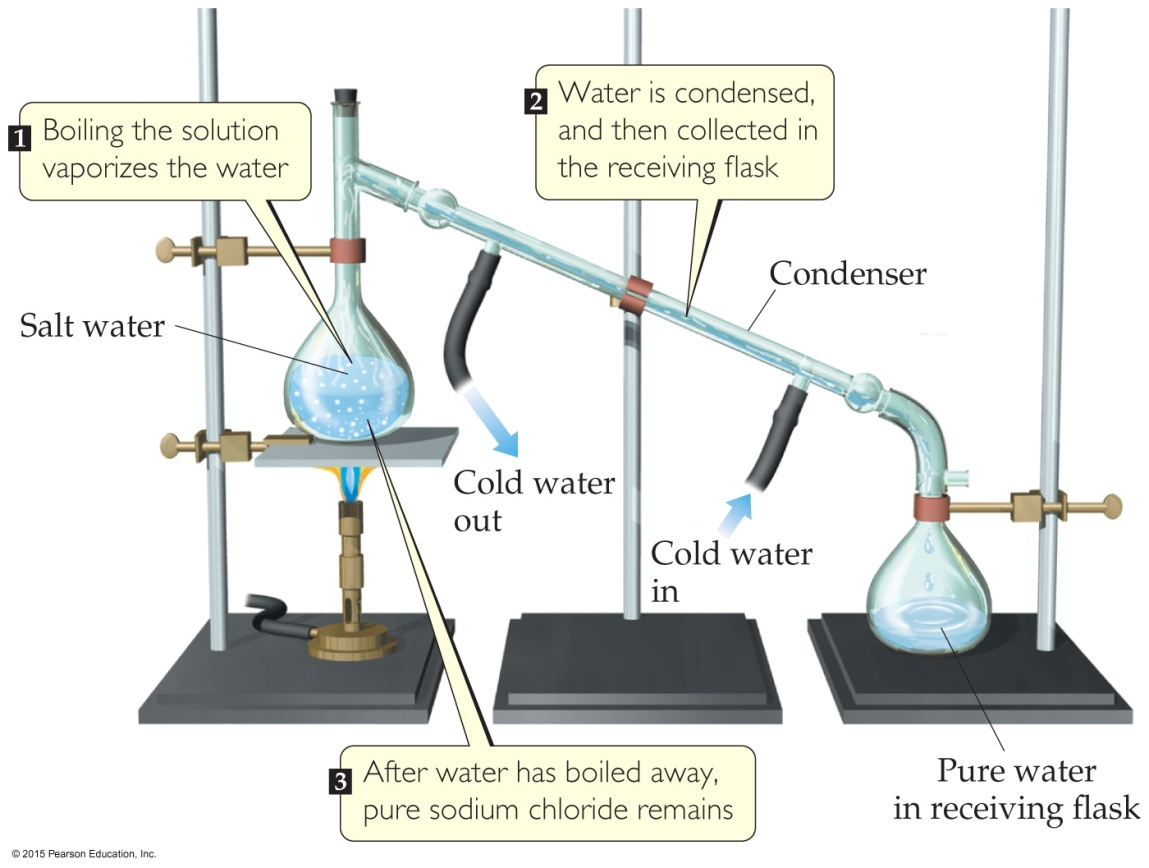 1
Boiling the solution
vaporizes the water
2
Water is condensed,
and then collected in
the receiving flask
Condenser
Salt water
Cold water
out
Cold water
in
3
After water has boiled away,
pure sodium chloride remains
Pure water
in receiving flask
© 2015 Pearson Education, Inc.